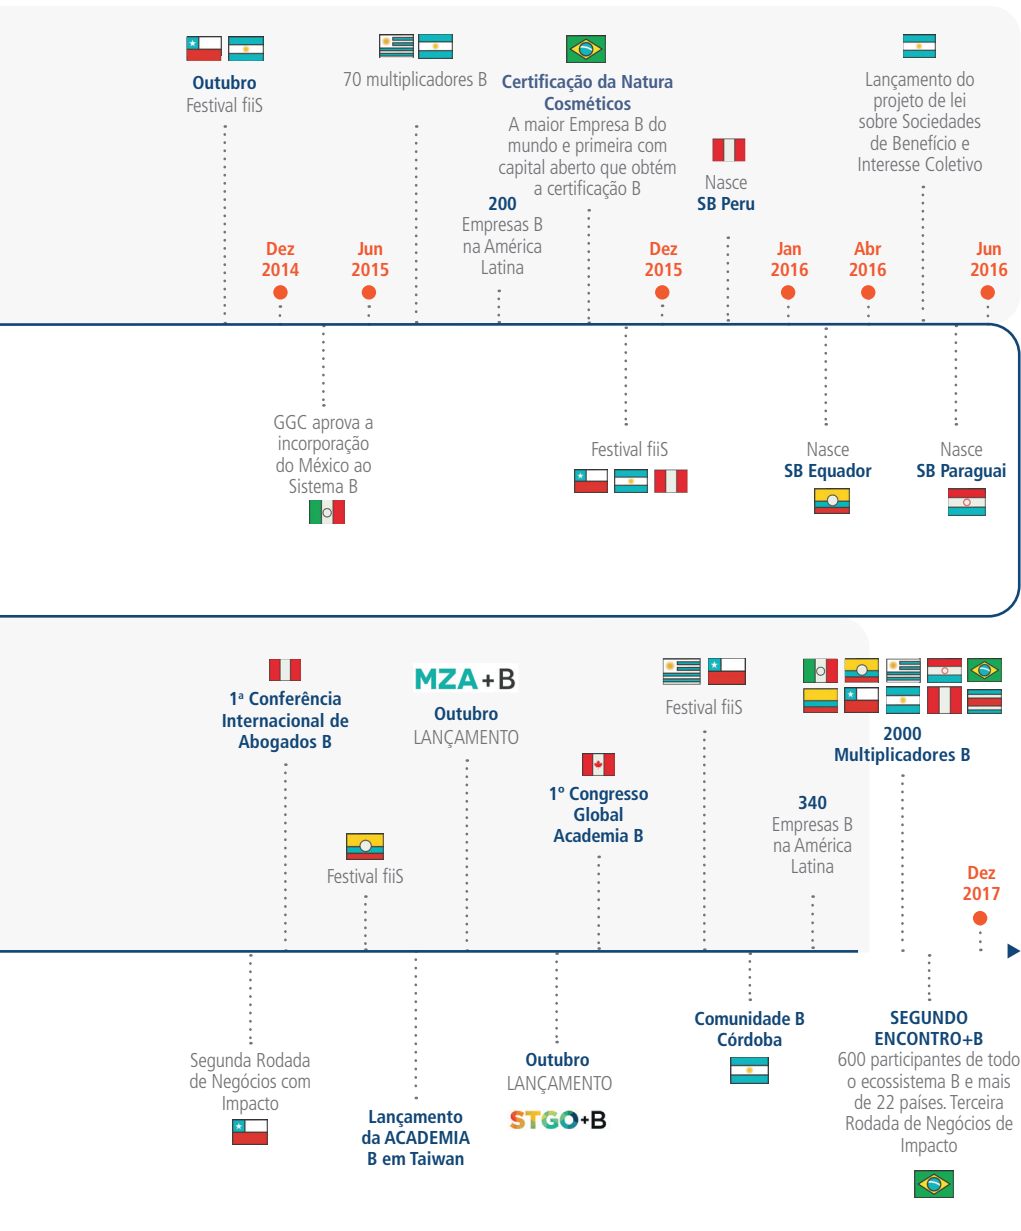 Outubro
Festival fiiS
70 multiplicadores B
Certificação da Natura
Cosméticos
A maior Empresa B do
mundo e primeira com
capital aberto que obtém
a certificação B
200
Empresas B
na América
Latina
Nasce
SB Peru
Lançamento do
projeto de lei
sobre Sociedades
de Benefício e
Interesse Coletivo
Dez
2014
Jun
2015
Dez
2015
Jan
2016
Abr
2016
Jun
2016
GGC aprova a
incorporação
do México ao
Sistema B
Festival fiiS
Nasce
SB Equador
Nasce
SB Paraguai
1ª Conferência
Internacional de
Abogados B
Festival fiiS
MZA+B
Outubro
LANÇAMENTO
1º Congresso
Global
Academia B
Festival fiiS
340
Empresas B
na América
Latina
2000
Multiplicadores B
Dez
2017
Segunda Rodada
de Negócios com
Impacto
Lançamento
da ACADEMIA
B em Taiwan
Outubro
LANÇAMENTO
STGO+B
Comunidade B
Córdoba
SEGUNDO
ENCONTRO+B
600 participantes de todo
o ecossistema B e mais
de 22 países. Terceira
Rodada de Negócios de
Impacto